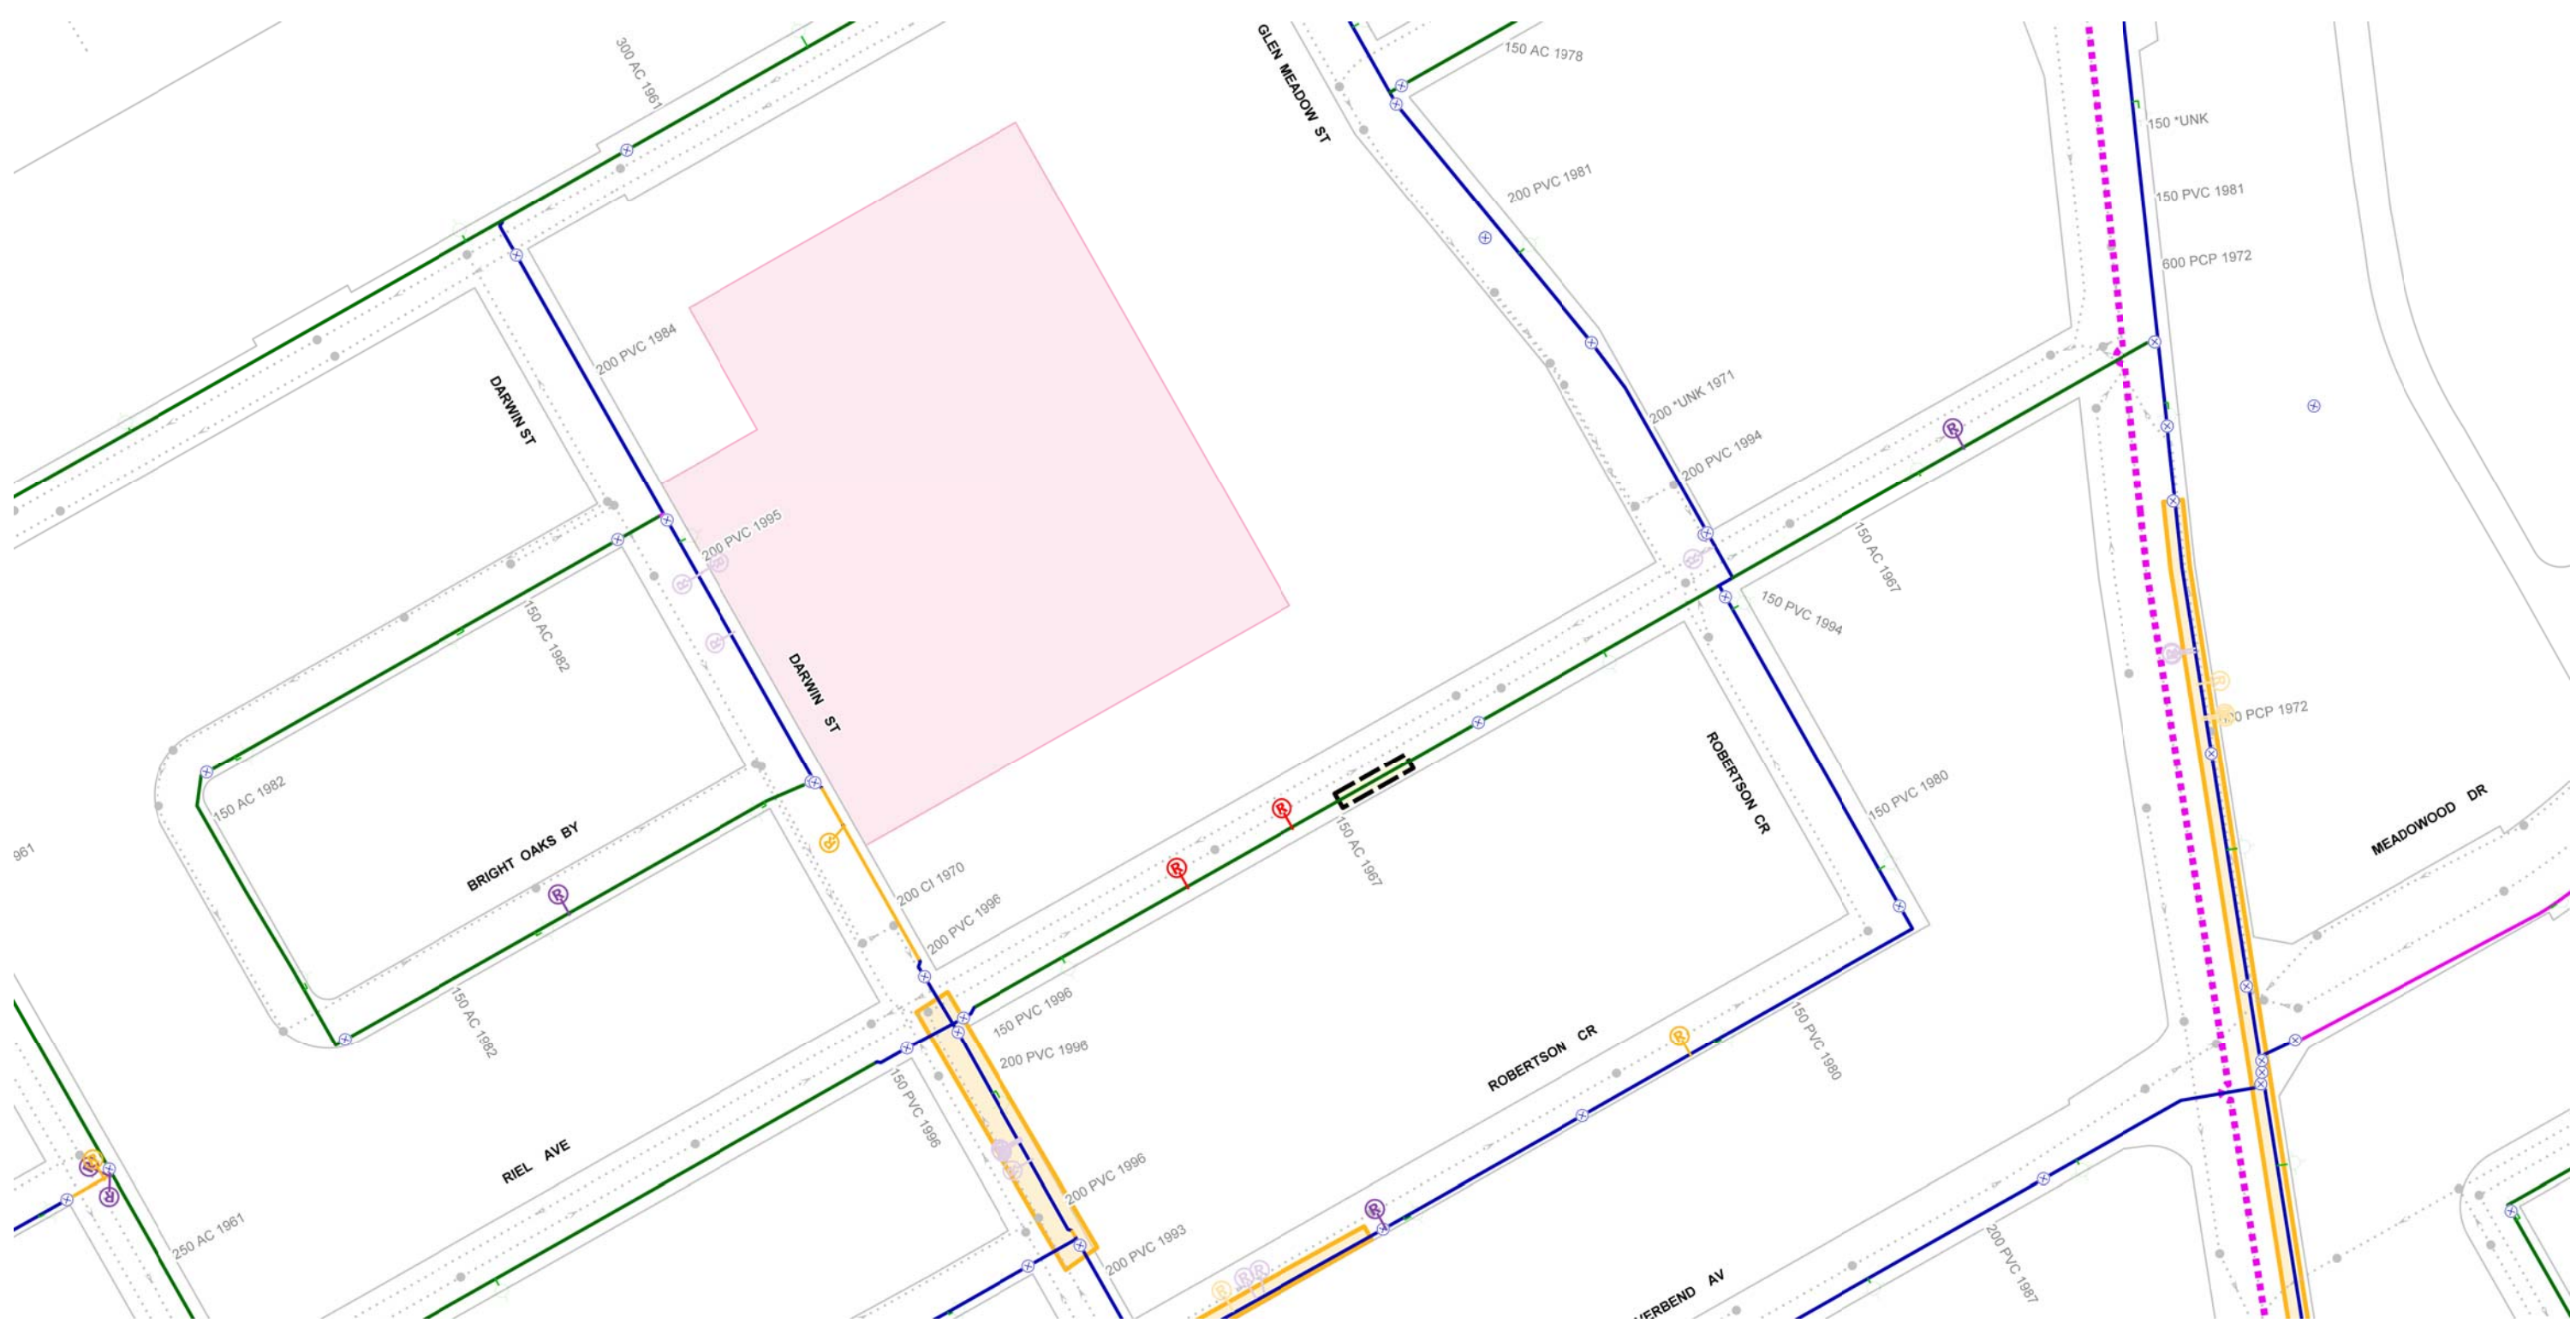 300 AC 1961
GLEN MEADOW ST
150 AC 1978
150 *UNK
200 PVC 1981
150 PVC 1981
600 PCP 1972
200 PVC 1984
DARWIN ST
200 *UNK 1971
200 PVC 1994
200 PVC 1995
150 AC 1967
150 AC 1982
150 PVC 1994
DARWIN ST
ROBERTSON CR
150 AC 1982
150 PVC 1980
MEADOWOOD DR
BRIGHT OAKS BY
961
150 AC 1967
200 CI 1970
200 PVC 1996
150 AC 1982
150 PVC 1996
200 PVC 1996
ROBERTSON CR
150 PVC 1980
150 PVC 1996
RIEL AVE
200 PVC 1996
250 AC 1961
200 PVC 1993
200 PVC 1987
VERBEND AV
R
R
R
R
R
R
R
R